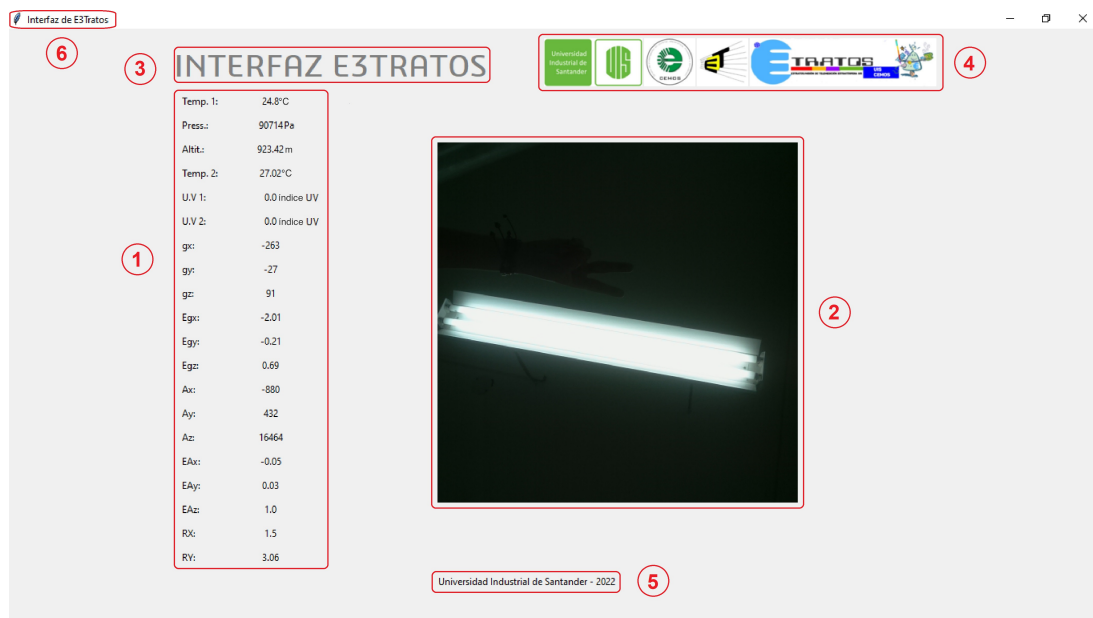 Interfaz de E3Tratos
6
3
INTERFAZ E3TRATOS
Universidad
Industrial de
Santander
UIS
CEMOS
ET
E TRATOS
UIS
CEMOS
4
Temp. 1: 24.8°C
Press.: 90714 Pa
Altit.: 923.42 m
Temp. 2: 27.02°C
U.V 1: 0.0 indice UV
U.V 2: 0.0 indice UV
gx: -263
gy: -27
gz: 91
Egx: -2.01
Egy: -0.21
Egz: 0.69
Ax: -880
Ay: 432
Az: 16464
EAx: -0.05
EAy: 0.03
EAz: 1.0
RX: 1.5
RY: 3.06
1
2
Universidad Industrial de Santander - 2022
5